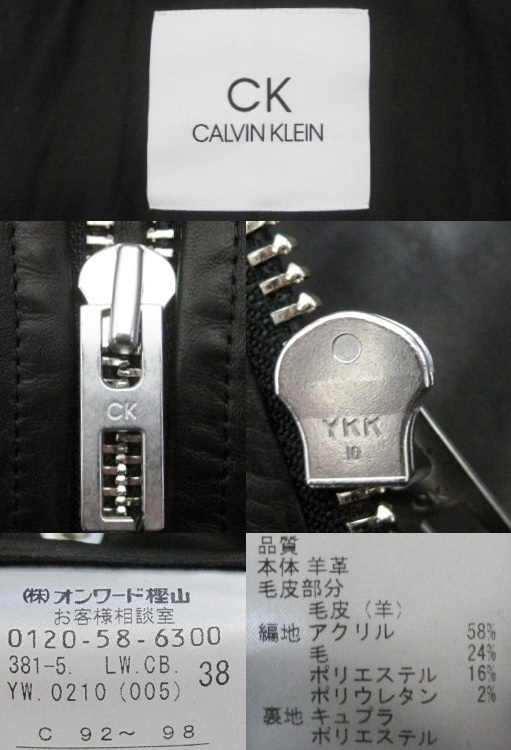 CK
CALVIN KLEIN
CK
YKK
10
CK
㈱オンワード樫山
お客様相談室
0120-58-6300
381-5. LW.CB. 38
YW.0210 (005)
C 92～ 98
品質
本体 羊革
毛皮部分
毛皮（羊）
編地 アクリル 58%
毛 24%
ポリエステル 16%
ポリウレタン 2%
裏地 キュプラ
ポリエステル